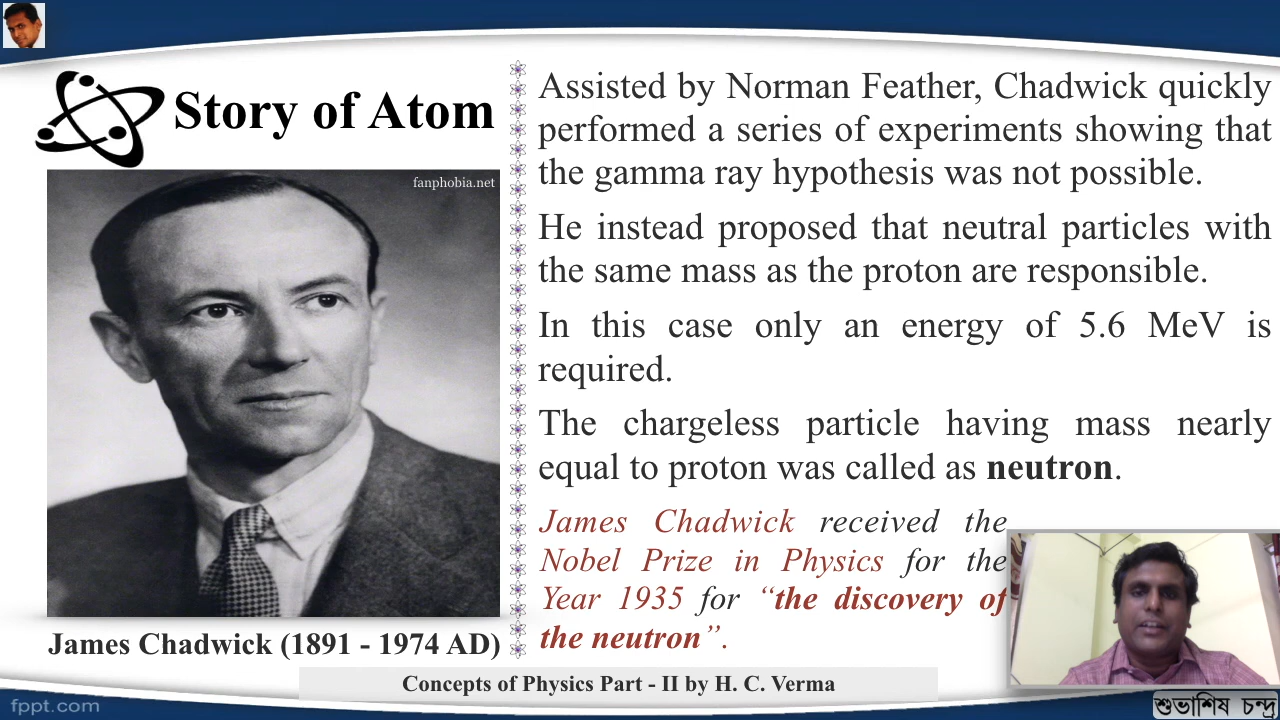 Story of Atom
fanphobia.net
James Chadwick (1891 - 1974 AD)
Assisted by Norman Feather, Chadwick quickly
performed a series of experiments showing that
the gamma ray hypothesis was not possible.
He instead proposed that neutral particles with
the same mass as the proton are responsible.
In this case only an energy of 5.6 MeV is
required.
The chargeless particle having mass nearly
equal to proton was called as neutron.
James Chadwick received the
Nobel Prize in Physics for the
Year 1935 for “the discovery of
the neutron”.
Concepts of Physics Part - II by H. C. Verma
fppt.com
শুভাশিষ চন্দ্র